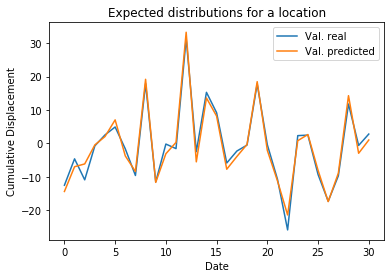 Expected distributions for a location
Val. real
Val. predicted
30
20
10
0
−10
−20
Cumulative Displacement
0 5 10 15 20 25 30
Date